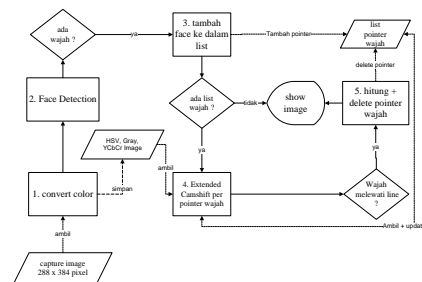 ada
wajah ?
ya
3. tambah
face ke dalam
list
Tambah pointer
list
pointer
wajah
delete pointer
2. Face Detection
ada list
wajah ?
tidak
show
image
5. hitung +
delete pointer
wajah
HSV, Gray,
YCbCr Image
ambil
ya
ya
1. convert color
simpan
4. Extended
Camshift per
pointer wajah
Wajah
melewati line
?
ambil
Ambil + updat
capture image
288 x 384 pixel